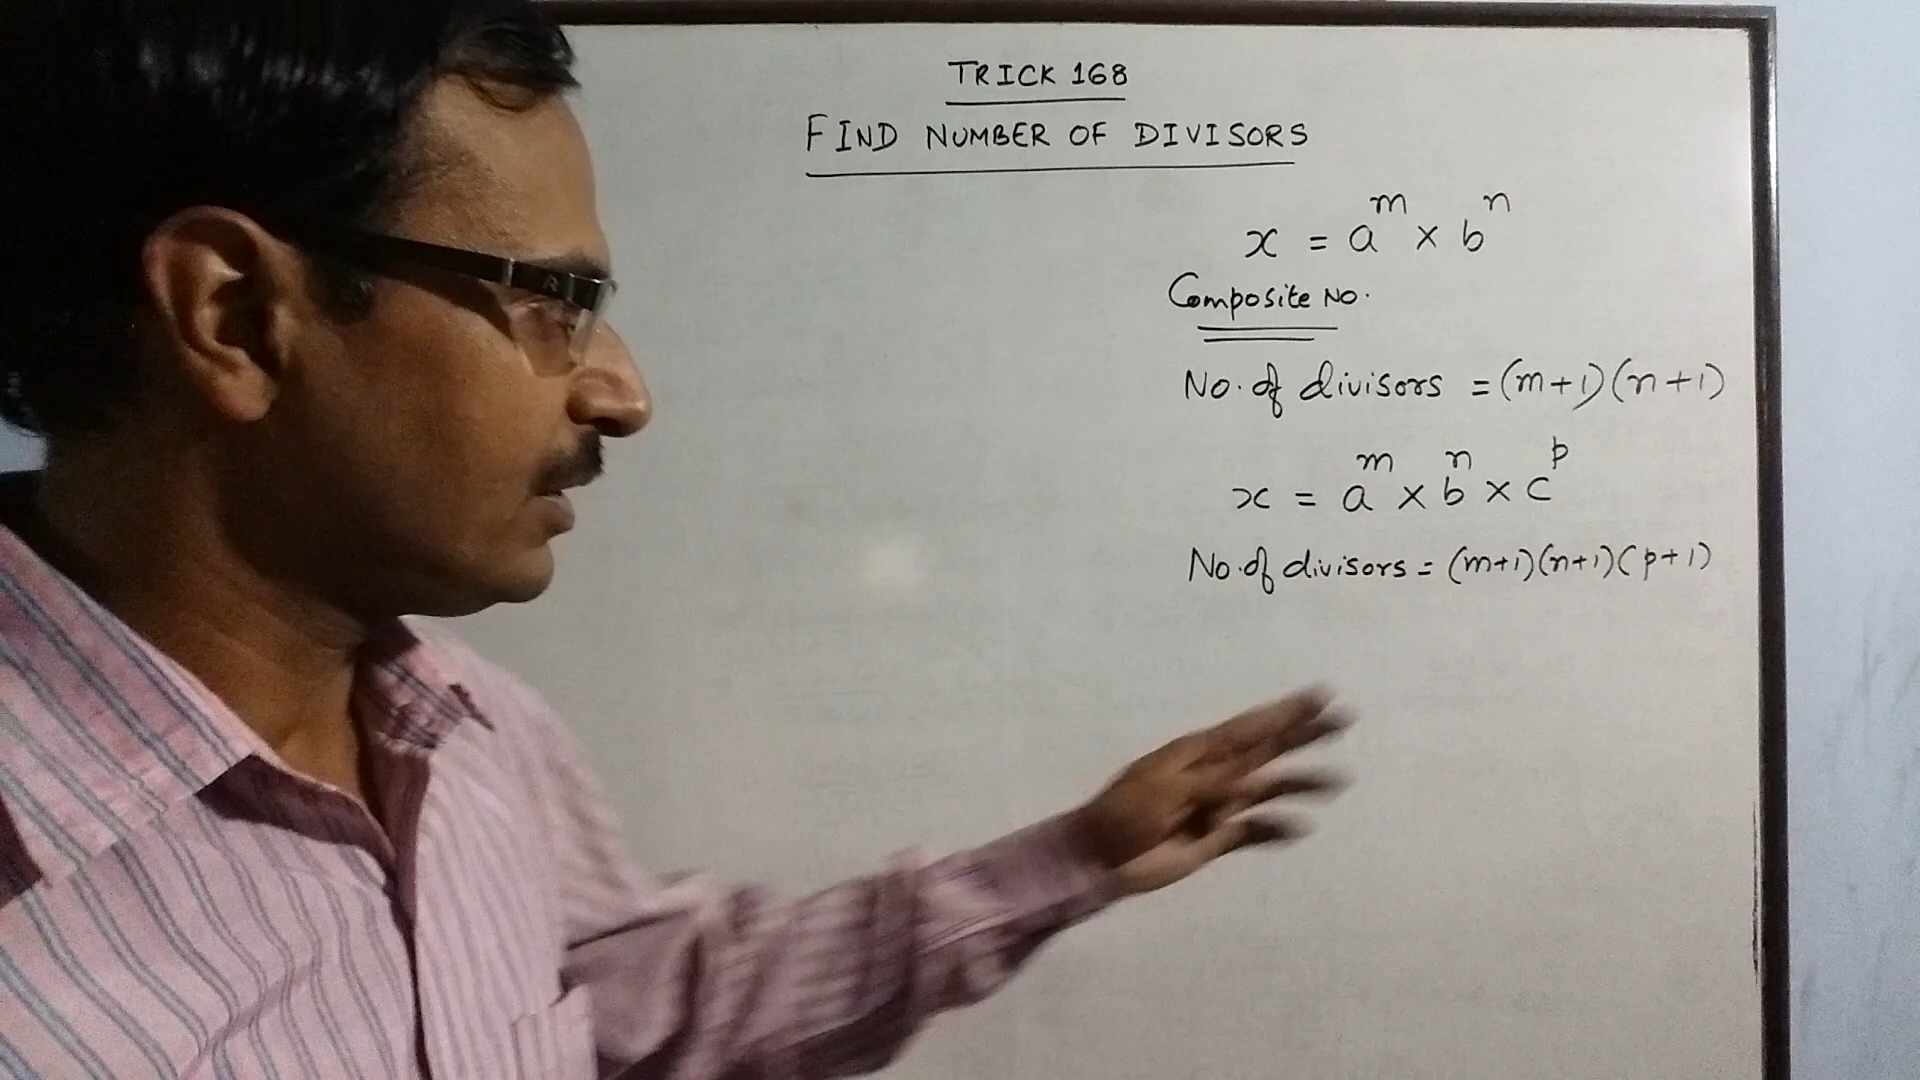 TRICK 168
FIND NUMBER OF DIVISORS
x = a^m × b^n
Composite No.
No. of divisors = (m+1)(n+1)
x = a^m × b^n × c^p
No. of divisors = (m+1)(n+1)(p+1)